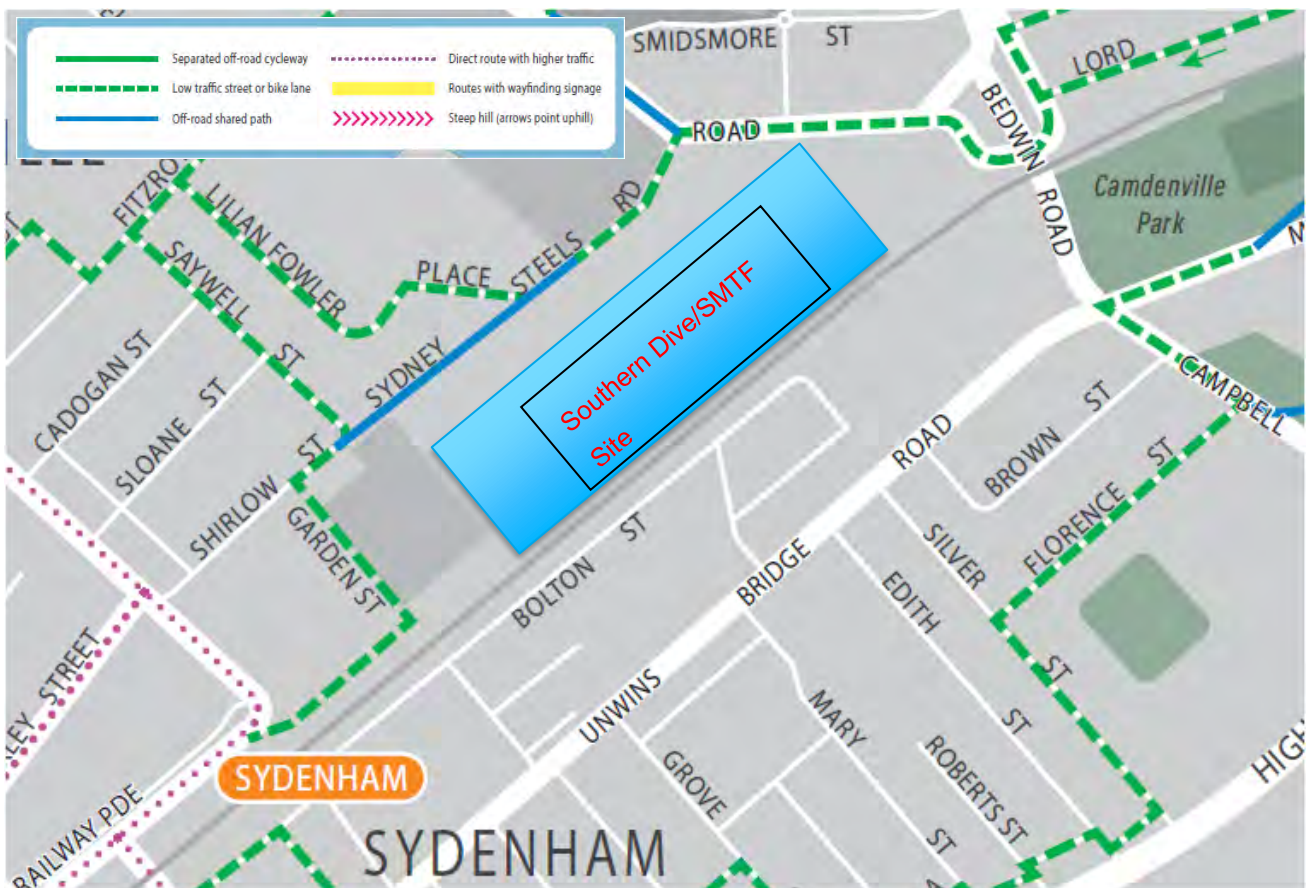 Separated off-road cycleway
Low traffic street or bike lane
Off-road shared path
Direct route with higher traffic
Routes with wayfinding signage
Steep hill (arrows point uphill)
SMIDSMORE ST
LORD
ROAD
BEDWIN ROAD
Camdenville
Park
LILIAN FOWLER PLACE
SAYWELL ST
SYDNEY STEELS RD
CADOGAN ST
SLOANE ST
SHIRLOW ST
GARDEN ST
Southern Dive/SMTF
Site
BOLTON ST
UNWINS BRIDGE ROAD
BROWN ST
CAMPBELL
FLORENCE ST
SILVER ST
EDITH ST
MARY ST
ROBERTS ST
GROVE
STREET
RAILWAY PDE
SYDENHAM
SYDENHAM